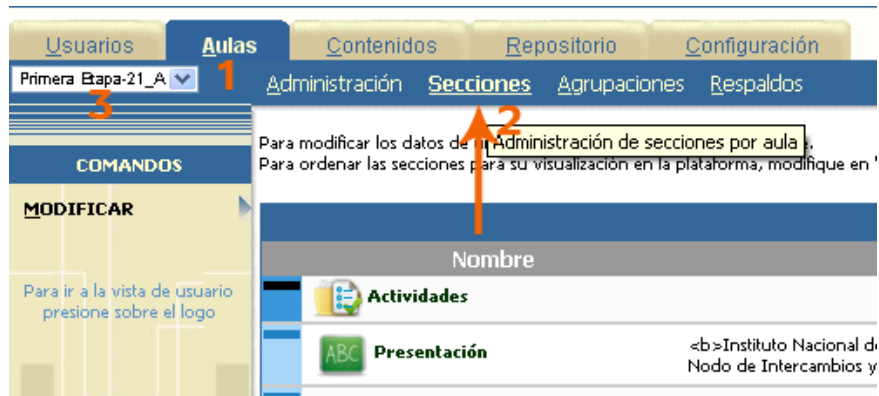 Usuarios Aulas Contenidos Repositorio Configuración
Primera Etapa-21_A 1 Administración Secciones Agrupaciones Respaldos
3 2
Para modificar los datos de Administración de secciones por aula.
COMANDOS Para ordenar las secciones para su visualización en la plataforma, modifique en "
MODIFICAR
Nombre
Para ir a la vista de usuario
presione sobre el logo
Actividades
ABC Presentación <b>Instituto Nacional d
Nodo de Intercambios y